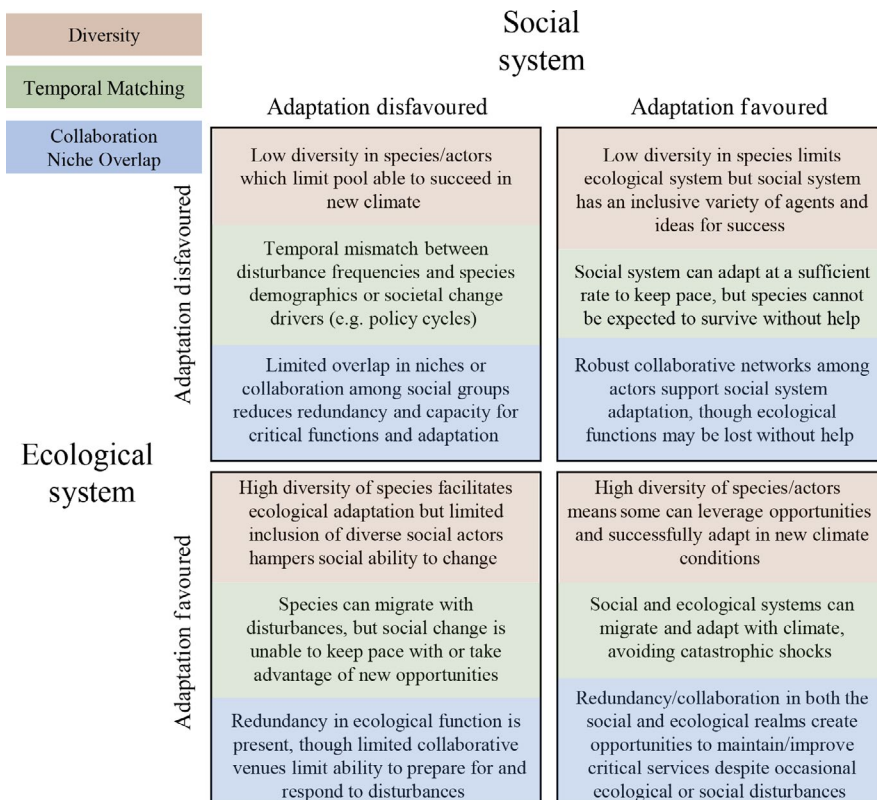 Diversity
Temporal Matching
Collaboration
Niche Overlap
Social
system
Adaptation disfavoured
Adaptation favoured
Ecological
system
Adaptation disfavoured
Low diversity in species/actors
which limit pool able to succeed in
new climate
Temporal mismatch between
disturbance frequencies and species
demographics or societal change
drivers (e.g. policy cycles)
Limited overlap in niches or
collaboration among social groups
reduces redundancy and capacity for
critical functions and adaptation
Low diversity in species limits
ecological system but social system
has an inclusive variety of agents and
ideas for success
Social system can adapt at a sufficient
rate to keep pace, but species cannot
be expected to survive without help
Robust collaborative networks among
actors support social system
adaptation, though ecological
functions may be lost without help
Adaptation favoured
High diversity of species facilitates
ecological adaptation but limited
inclusion of diverse social actors
hampers social ability to change
Species can migrate with
disturbances, but social change is
unable to keep pace with or take
advantage of new opportunities
Redundancy in ecological function is
present, though limited collaborative
venues limit ability to prepare for and
respond to disturbances
High diversity of species/actors
means some can leverage opportunities
and successfully adapt in new climate
conditions
Social and ecological systems can
migrate and adapt with climate,
avoiding catastrophic shocks
Redundancy/collaboration in both the
social and ecological realms create
opportunities to maintain/improve
critical services despite occasional
ecological or social disturbances